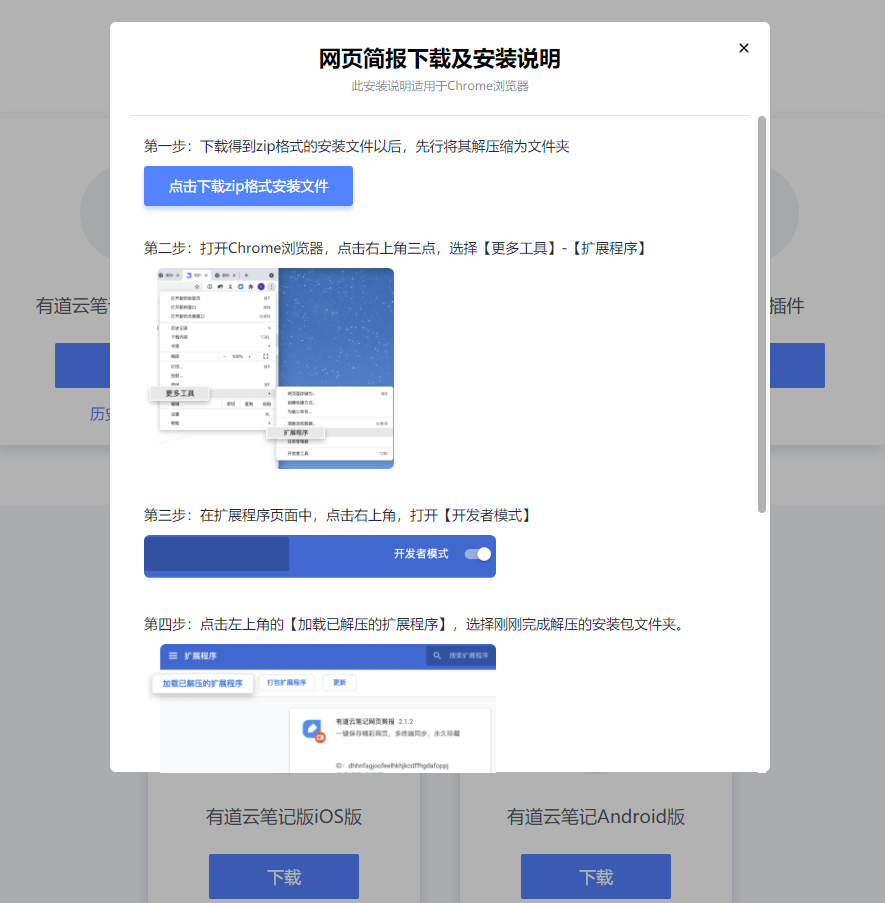 网页简报下载及安装说明
此安装说明适用于Chrome浏览器
第一步：下载得到zip格式的安装文件以后，先行将其解压缩为文件夹
点击下载zip格式安装文件
第二步：打开Chrome浏览器，点击右上角三点，选择【更多工具】-【扩展程序】
有道云笔记
插件
历史
100%
更多工具
扩展程序
开发者工具
第三步：在扩展程序页面中，点击右上角，打开【开发者模式】
开发者模式
第四步：点击左上角的【加载已解压的扩展程序】，选择刚刚完成解压的安装包文件夹。
扩展程序
搜索扩展程序
加载已解压的扩展程序
打包扩展程序
更新
有道云笔记网页剪报 2.1.2
一键保存精彩网页，多终端同步，永久珍藏
ID: dhhnfagjoofeelhkhjkcdffhgdafoppj
有道云笔记版iOS版
有道云笔记Android版
下载
下载